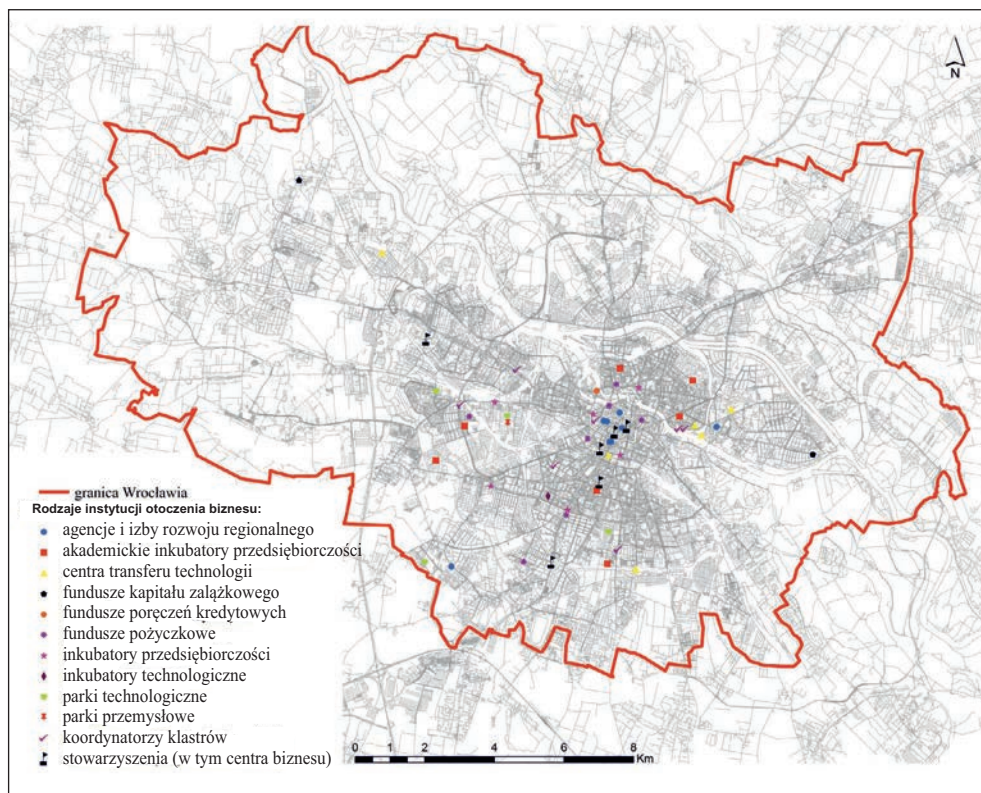 N
granica Wrocławia
Rodzaje instytucji otoczenia biznesu:
agencje i izby rozwoju regionalnego
akademickie inkubatory przedsiębiorczości
centra transferu technologii
fundusze kapitału zalążkowego
fundusze poręczeń kredytowych
fundusze pożyczkowe
inkubatory przedsiębiorczości
inkubatory technologiczne
parki technologiczne
parki przemysłowe
koordynatorzy klastrów
stowarzyszenia (w tym centra biznesu)
0 1 2 4 6 8
Km